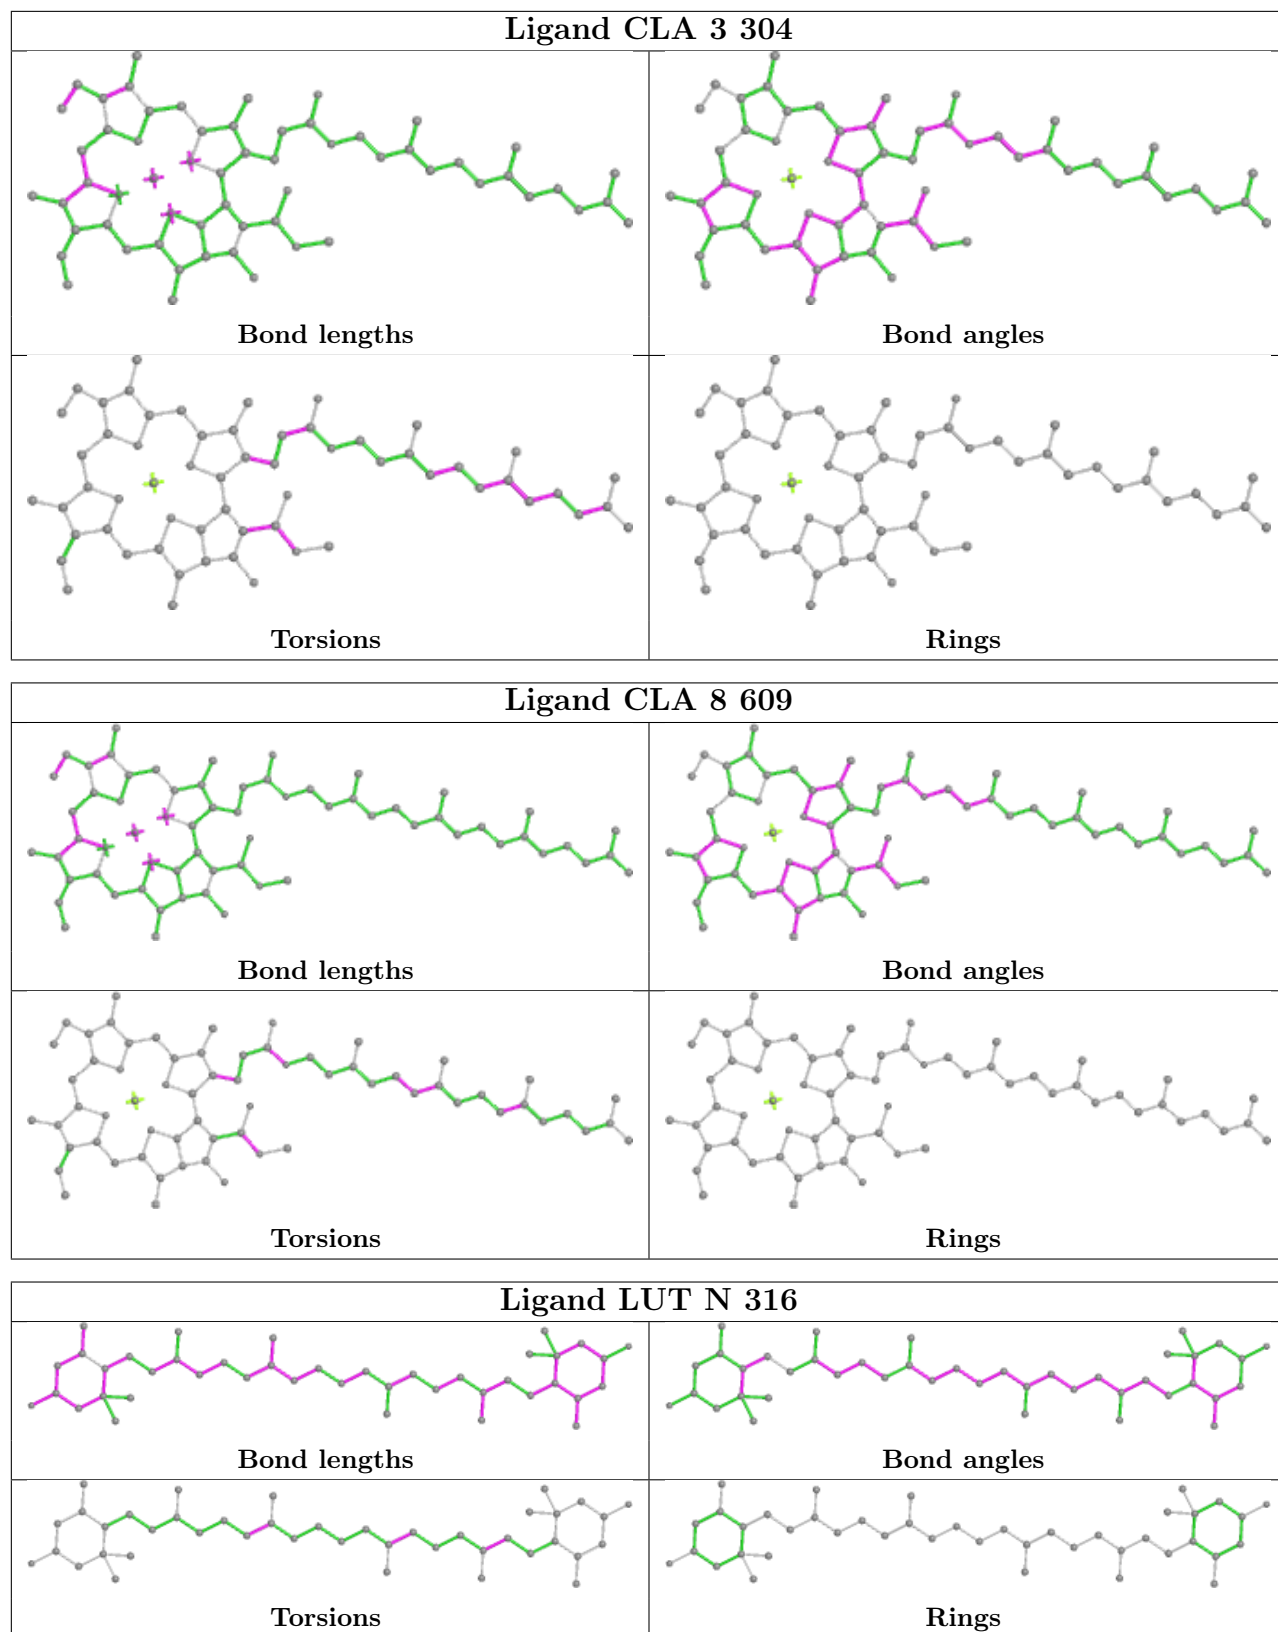 Ligand CLA 3 304
Bond lengths
Bond angles
Torsions
Rings
Ligand CLA 8 609
Bond lengths
Bond angles
Torsions
Rings
Ligand LUT N 316
Bond lengths
Bond angles
Torsions
Rings